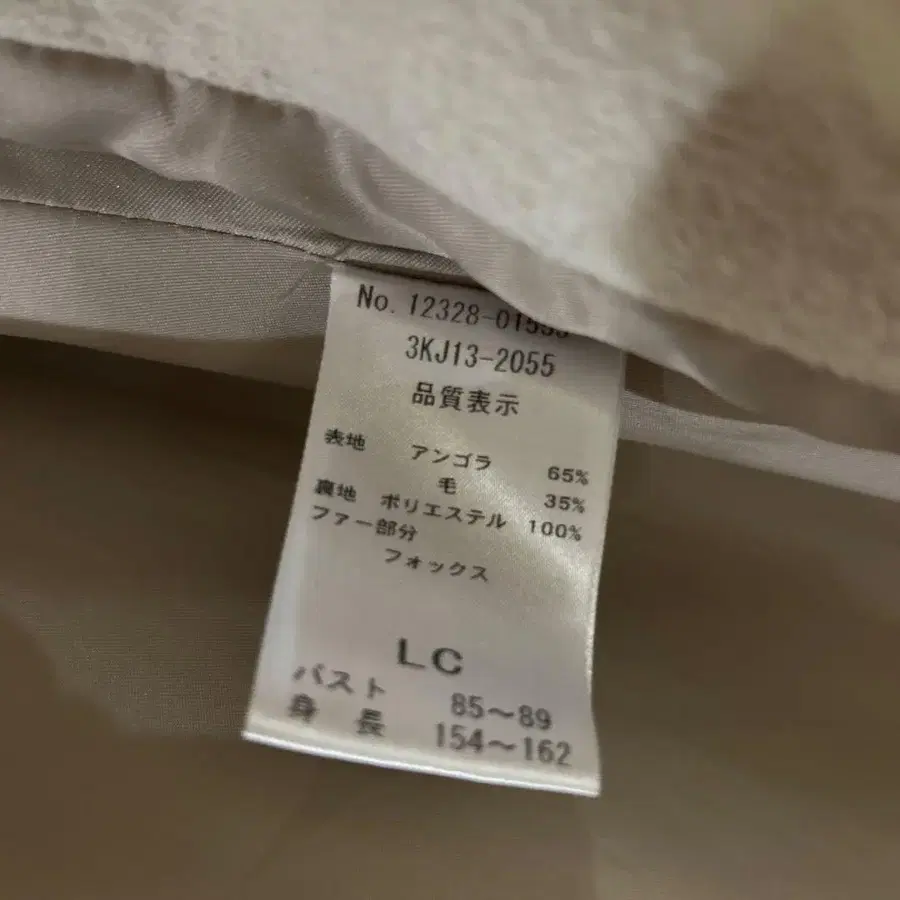 No. 12328-01555
3KJ13-2055
品質表示
表地 アンゴラ 65%
毛 35%
裏地 ポリエステル 100%
ファー部分
フォックス
LC
バスト 85〜89
身長 154〜162